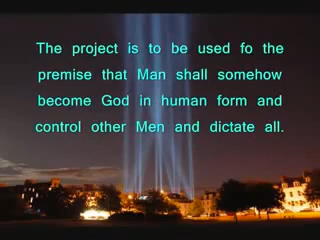 The project is to be used fo the
premise that Man shall somehow
become God in human form and
control other Men and dictate all.